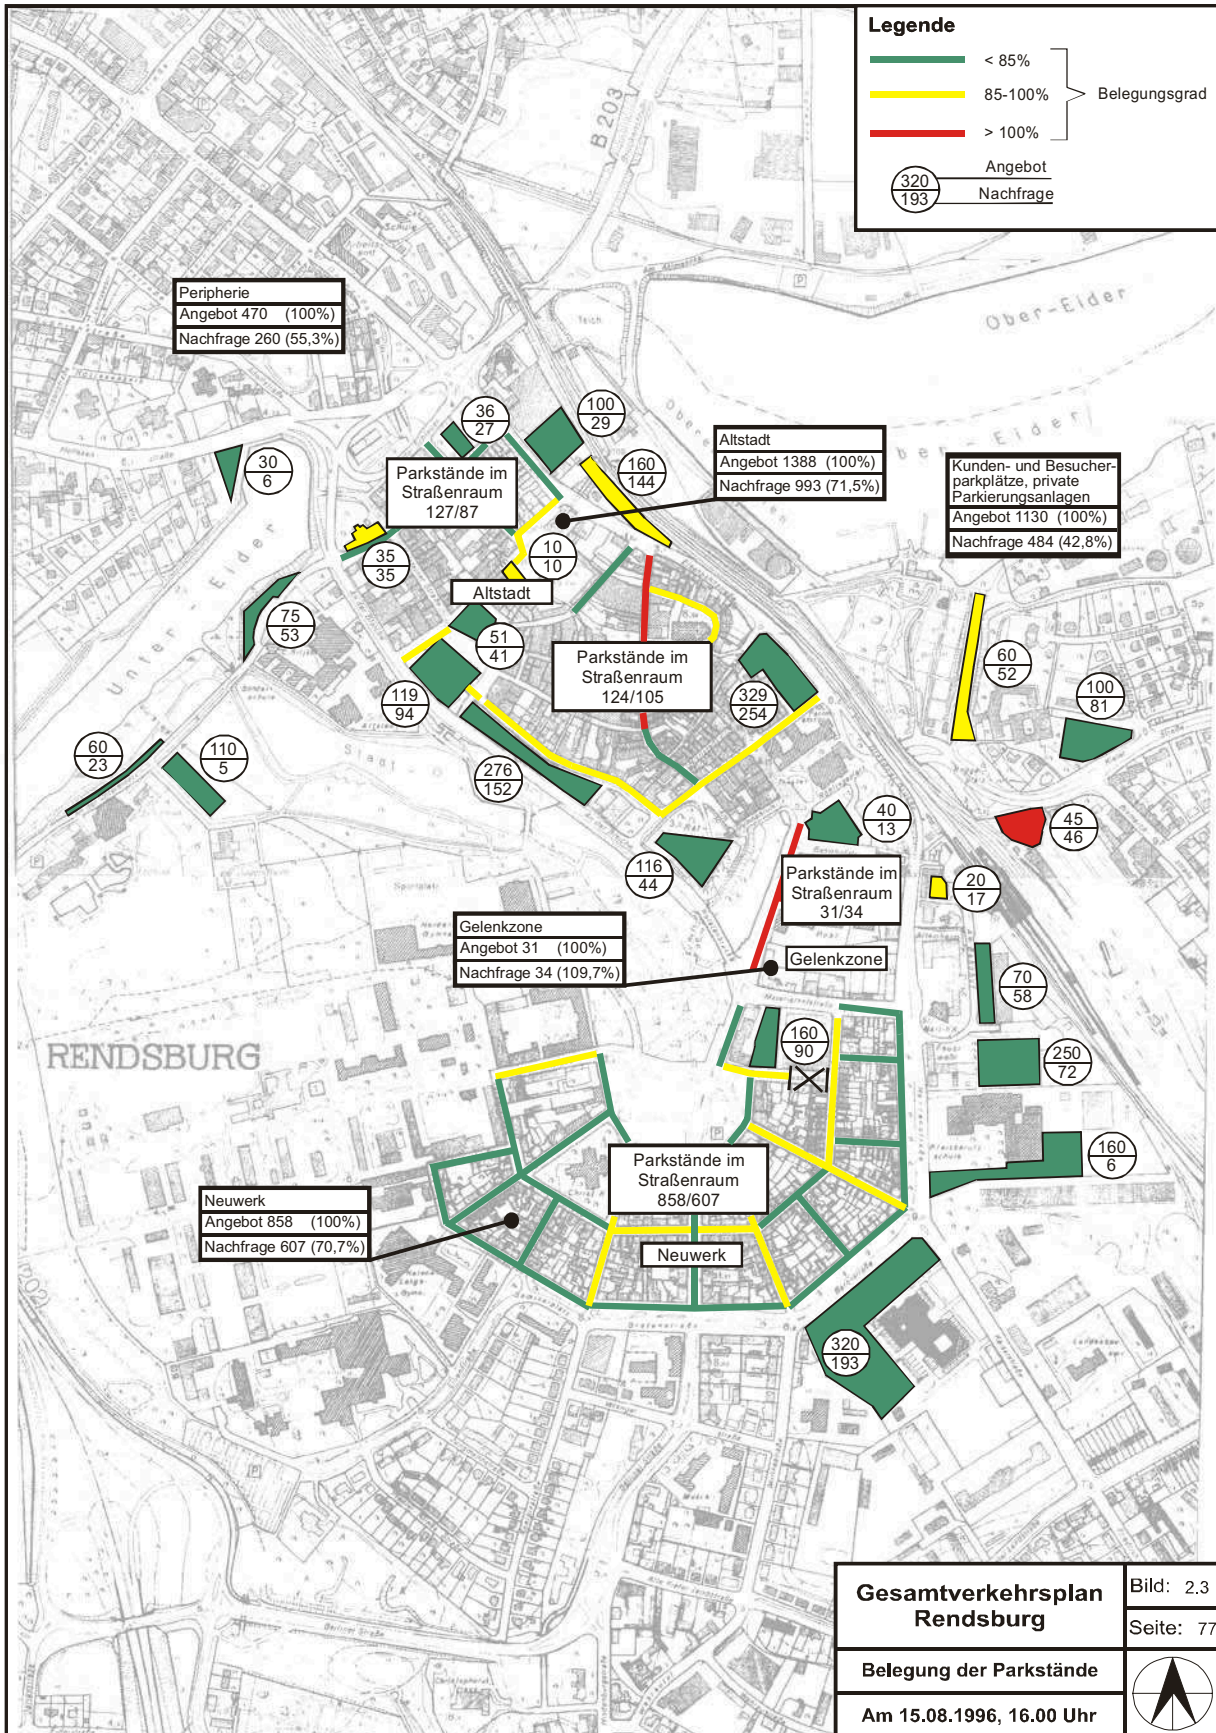 Legende
< 85%
85-100%
> 100%
Belegungsgrad
320
193
Angebot
Nachfrage
B 203
Peripherie
Angebot 470 (100%)
Nachfrage 260 (55,3%)
Teich
Ober-Eider
36
27
100
29
Altstadt
Angebot 1388 (100%)
Nachfrage 993 (71,5%)
Kunden- und Besucher-
parkplätze, private
Parkierungsanlagen
Angebot 1130 (100%)
Nachfrage 484 (42,8%)
30
6
Parkstände im
Straßenraum
127/87
160
144
35
35
10
10
Altstadt
75
53
51
41
Parkstände im
Straßenraum
124/105
60
52
119
94
329
254
100
81
60
23
110
5
276
152
40
13
45
46
116
44
Parkstände im
Straßenraum
31/34
20
17
Gelenkzone
Angebot 31 (100%)
Nachfrage 34 (109,7%)
Gelenkzone
70
58
RENDSBURG
160
90
250
72
Parkstände im
Straßenraum
858/607
160
6
Neuwerk
Angebot 858 (100%)
Nachfrage 607 (70,7%)
Neuwerk
320
193
Gesamtverkehrsplan
Rendsburg
Bild: 2.3
Seite: 77
Belegung der Parkstände
Am 15.08.1996, 16.00 Uhr